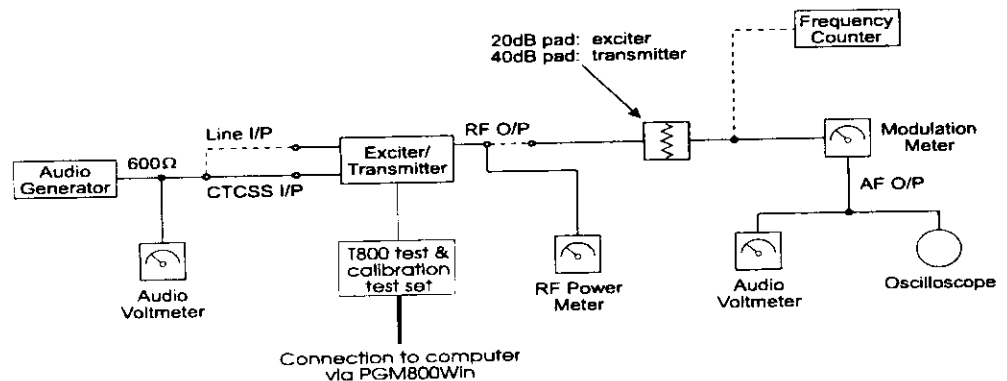 Frequency
Counter
20dB pad: exciter
40dB pad: transmitter
Line I/P
RF O/P
Modulation
Meter
600Ω
Exciter/
Transmitter
Audio
Generator
CTCSS I/P
AF O/P
T800 test &
calibration
test set
Audio
Voltmeter
RF Power
Meter
Audio
Voltmeter
Oscilloscope
Connection to computer
via PGM800Win